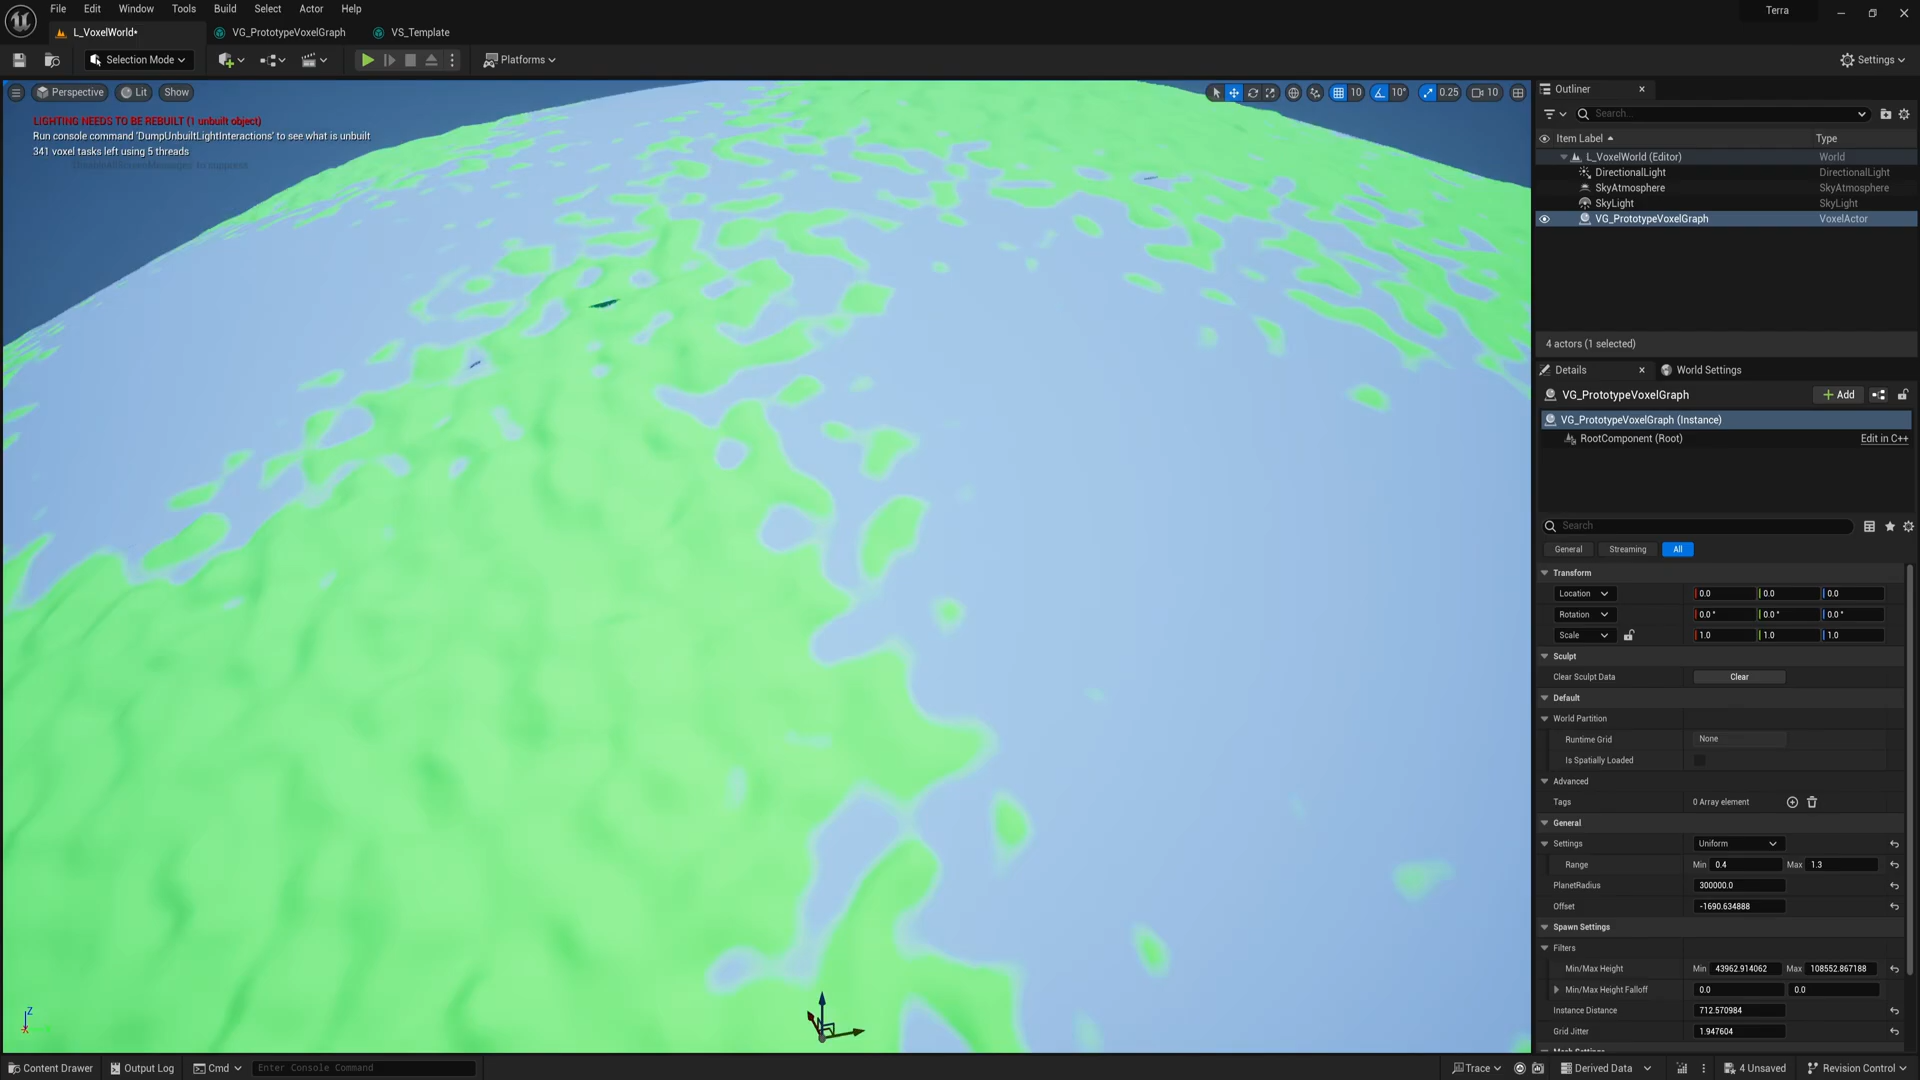 File Edit Window Tools Build Select Actor Help
Terra
L_VoxelWorld*
VG_PrototypeVoxelGraph
VS_Template
Selection Mode
Platforms
Settings
Perspective
Lit
Show
10
10°
0.25
10
LIGHTING NEEDS TO BE REBUILT (1 unbuilt object)
Run console command 'DumpUnbuiltLightInteractions' to see what is unbuilt
341 voxel tasks left using 5 threads
Outliner
Search...
Item Label Type
L_VoxelWorld (Editor) World
DirectionalLight DirectionalLight
SkyAtmosphere SkyAtmosphere
SkyLight SkyLight
VG_PrototypeVoxelGraph VoxelActor
4 actors (1 selected)
Details
World Settings
VG_PrototypeVoxelGraph
Add
VG_PrototypeVoxelGraph (Instance)
RootComponent (Root) Edit in C++
Search
General Streaming All
Transform
Location 0.0 0.0 0.0
Rotation 0.0° 0.0° 0.0°
Scale 1.0 1.0 1.0
Sculpt
Clear Sculpt Data Clear
Default
World Partition
Runtime Grid None
Is Spatially Loaded
Advanced
Tags 0 Array element
General
Settings Uniform
Range Min 0.4 Max 1.3
PlanetRadius 300000.0
Offset -1690.634888
Spawn Settings
Filters
Min/Max Height Min 43962.914062 Max 108552.867188
Min/Max Height Falloff 0.0 0.0
Instance Distance 712.570984
Grid Jitter 1.947604
Z
Content Drawer
Output Log
Cmd
Enter Console Command
Trace
Derived Data
4 Unsaved
Revision Control